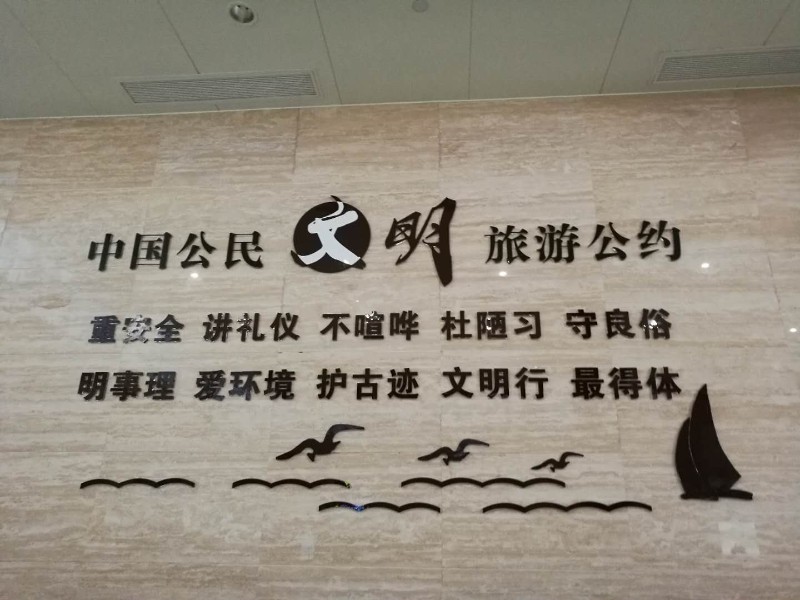 中国公民文明旅游公约
重安全 讲礼仪 不喧哗 杜陋习 守良俗
明事理 爱环境 护古迹 文明行 最得体